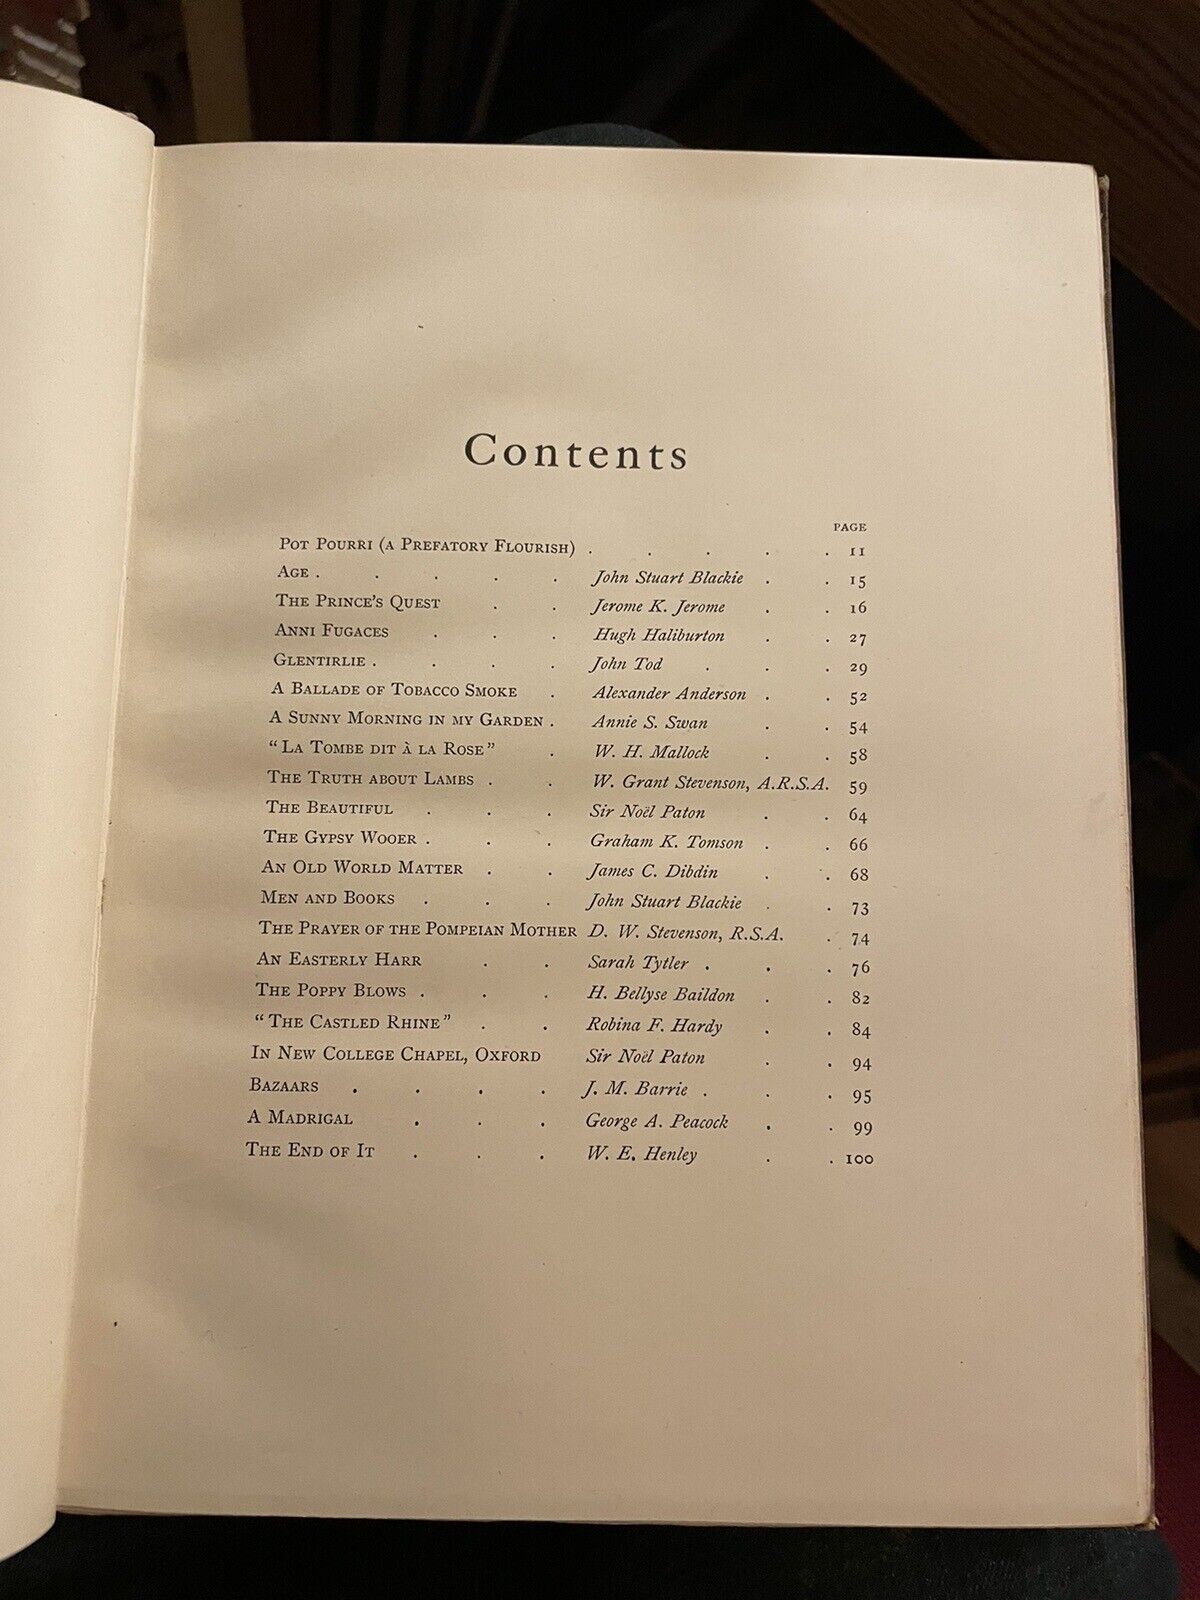 Contents
PAGE
POT POURRI (A PREFATORY FLOURISH) . . . . . 11
AGE . . . . . John Stuart Blackie . . 15
THE PRINCE'S QUEST . . Jerome K. Jerome . . 16
ANNI FUGACES . . . Hugh Haliburton . . 27
GLENTIRLIE . . . . John Tod . . . 29
A BALLADE OF TOBACCO SMOKE . Alexander Anderson . . 52
A SUNNY MORNING IN MY GARDEN . Annie S. Swan . . 54
"LA TOMBE DIT À LA ROSE" . W. H. Mallock . . 58
THE TRUTH ABOUT LAMBS . . W. Grant Stevenson, A.R.S.A. 59
THE BEAUTIFUL . . . Sir Noël Paton . . 64
THE GYPSY WOOER . . . Graham K. Tomson . . 66
AN OLD WORLD MATTER . . James C. Dibdin . . 68
MEN AND BOOKS . . . John Stuart Blackie . . 73
THE PRAYER OF THE POMPEIAN MOTHER D. W. Stevenson, R.S.A. . 74
AN EASTERLY HARR . . Sarah Tytler . . . 76
THE POPPY BLOWS . . . H. Bellyse Baildon . . 82
"THE CASTLED RHINE" . . Robina F. Hardy . . 84
IN NEW COLLEGE CHAPEL, OXFORD Sir Noël Paton . . 94
BAZAARS . . . . J. M. Barrie . . . 95
A MADRIGAL . . . George A. Peacock . . 99
THE END OF IT . . . W. E. Henley . . 100